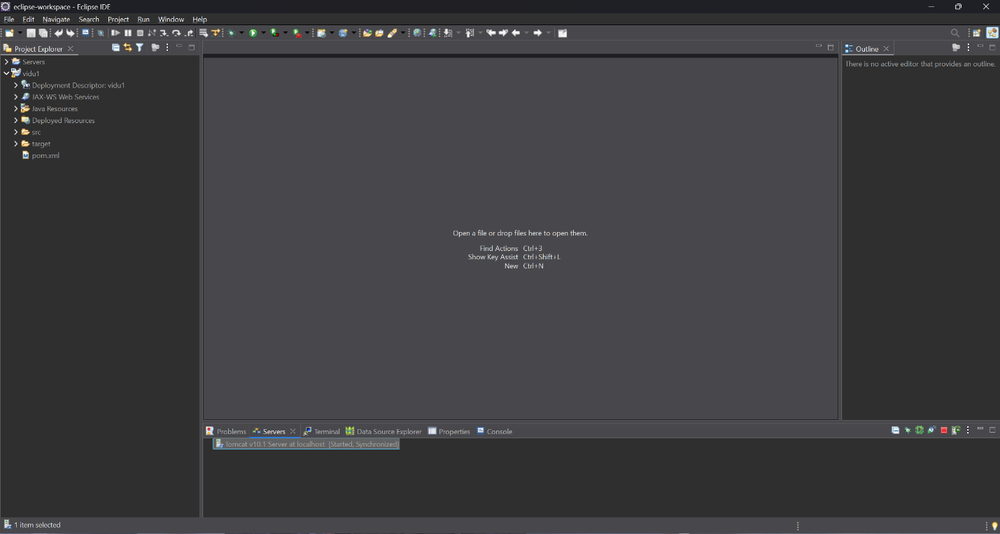 eclipse-workspace - Eclipse IDE
File Edit Navigate Search Project Run Window Help
Project Explorer
Servers
vidu1
Deployment Descriptor: vidu1
JAX-WS Web Services
Java Resources
Deployed Resources
src
target
pom.xml
Open a file or drop files here to open them.
Find Actions Ctrl+3
Show Key Assist Ctrl+Shift+L
New Ctrl+N
Outline
There is no active editor that provides an outline.
Problems Servers Terminal Data Source Explorer Properties Console
Tomcat v10.1 Server at localhost [Started, Synchronized]
1 item selected